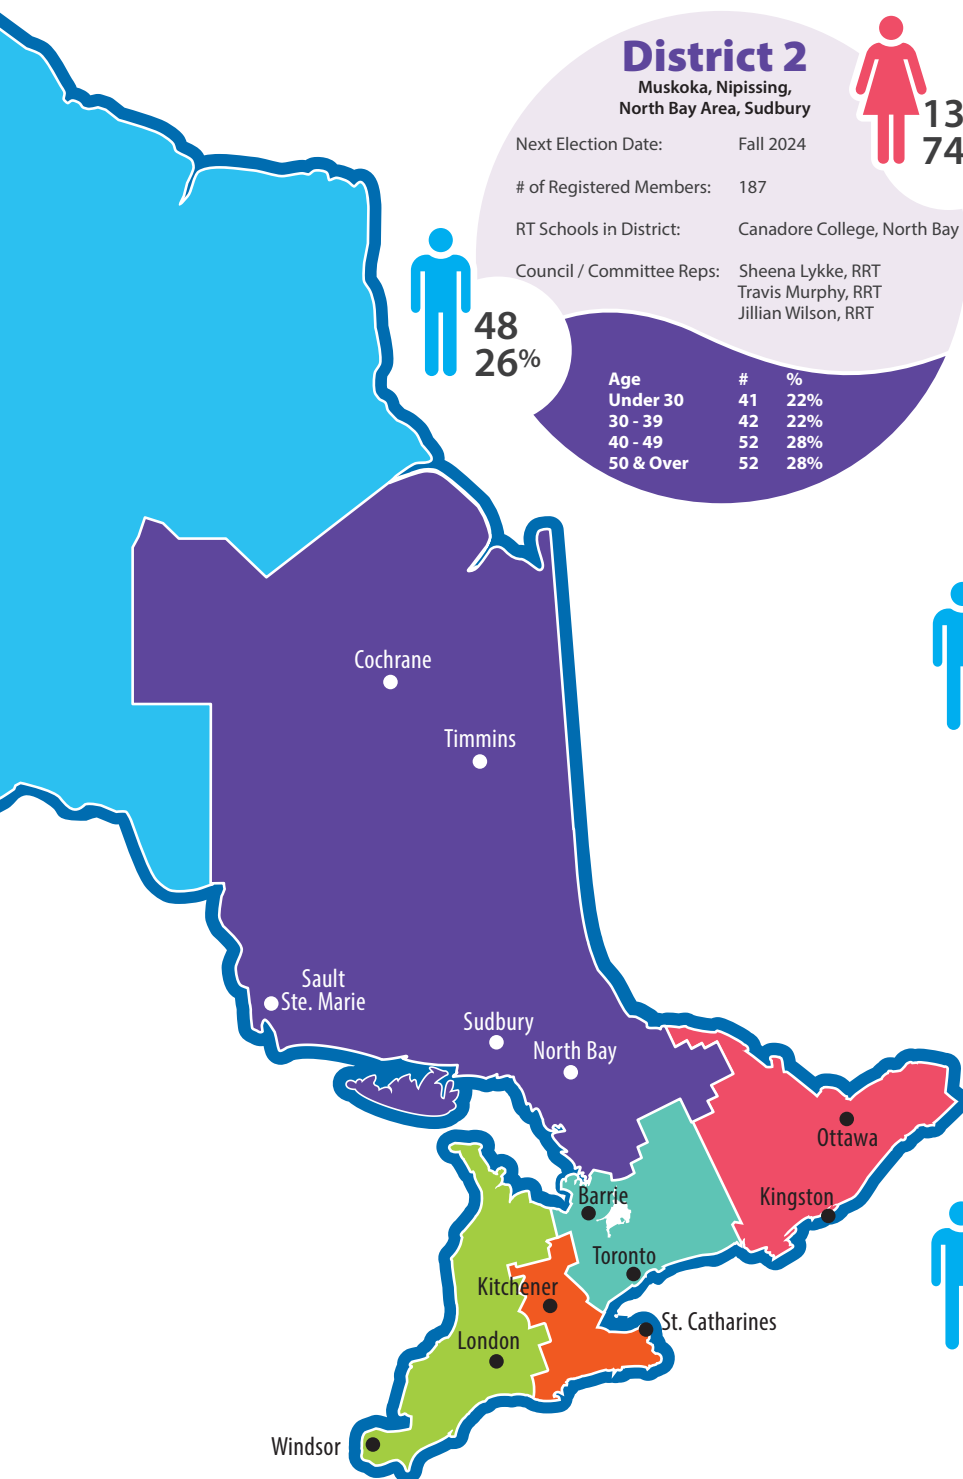 District 2
Muskoka, Nipissing,
North Bay Area, Sudbury
Next Election Date: Fall 2024
# of Registered Members: 187
RT Schools in District: Canadore College, North Bay
Council / Committee Reps: Sheena Lykke, RRT
Travis Murphy, RRT
Jillian Wilson, RRT
13
74
48
26%
Age # %
Under 30 41 22%
30 - 39 42 22%
40 - 49 52 28%
50 & Over 52 28%
Cochrane
Timmins
Sault
Ste. Marie
Sudbury
North Bay
Ottawa
Kingston
Barrie
Toronto
Kitchener
St. Catharines
London
Windsor